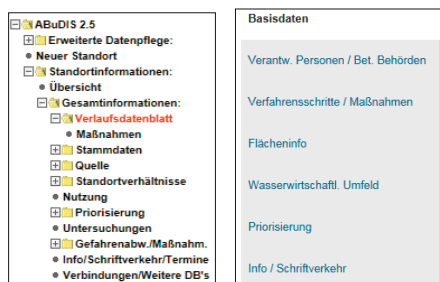 ABuDIS 2.5
Erweiterte Datenpflege:
Neuer Standort
Standortinformationen:
Übersicht
Gesamtinformationen:
Verlaufsdatenblatt
Maßnahmen
Stammdaten
Quelle
Standortverhältnisse
Nutzung
Priorisierung
Untersuchungen
Gefahrenabw./Maßnahm.
Info/Schriftverkehr/Termine
Verbindungen/Weitere DB's
Basisdaten
Verantw. Personen / Bet. Behörden
Verfahrensschritte / Maßnahmen
Flächeninfo
Wasserwirtschaftl. Umfeld
Priorisierung
Info / Schriftverkehr